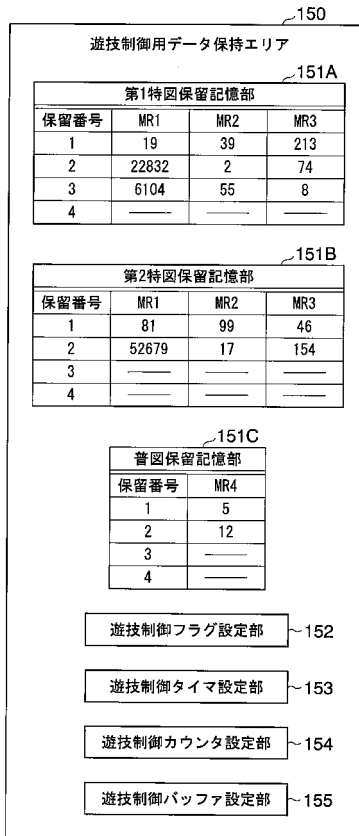 150
遊技制御用データ保持エリア
151A
第1特図保留記憶部
保留番号 MR1 MR2 MR3
1 19 39 213
2 22832 2 74
3 6104 55 8
4 —— —— ——
151B
第2特図保留記憶部
保留番号 MR1 MR2 MR3
1 81 99 46
2 52679 17 154
3 —— —— ——
4 —— —— ——
151C
普図保留記憶部
保留番号 MR4
1 5
2 12
3 ——
4 ——
遊技制御フラグ設定部 152
遊技制御タイマ設定部 153
遊技制御カウンタ設定部 154
遊技制御バッファ設定部 155